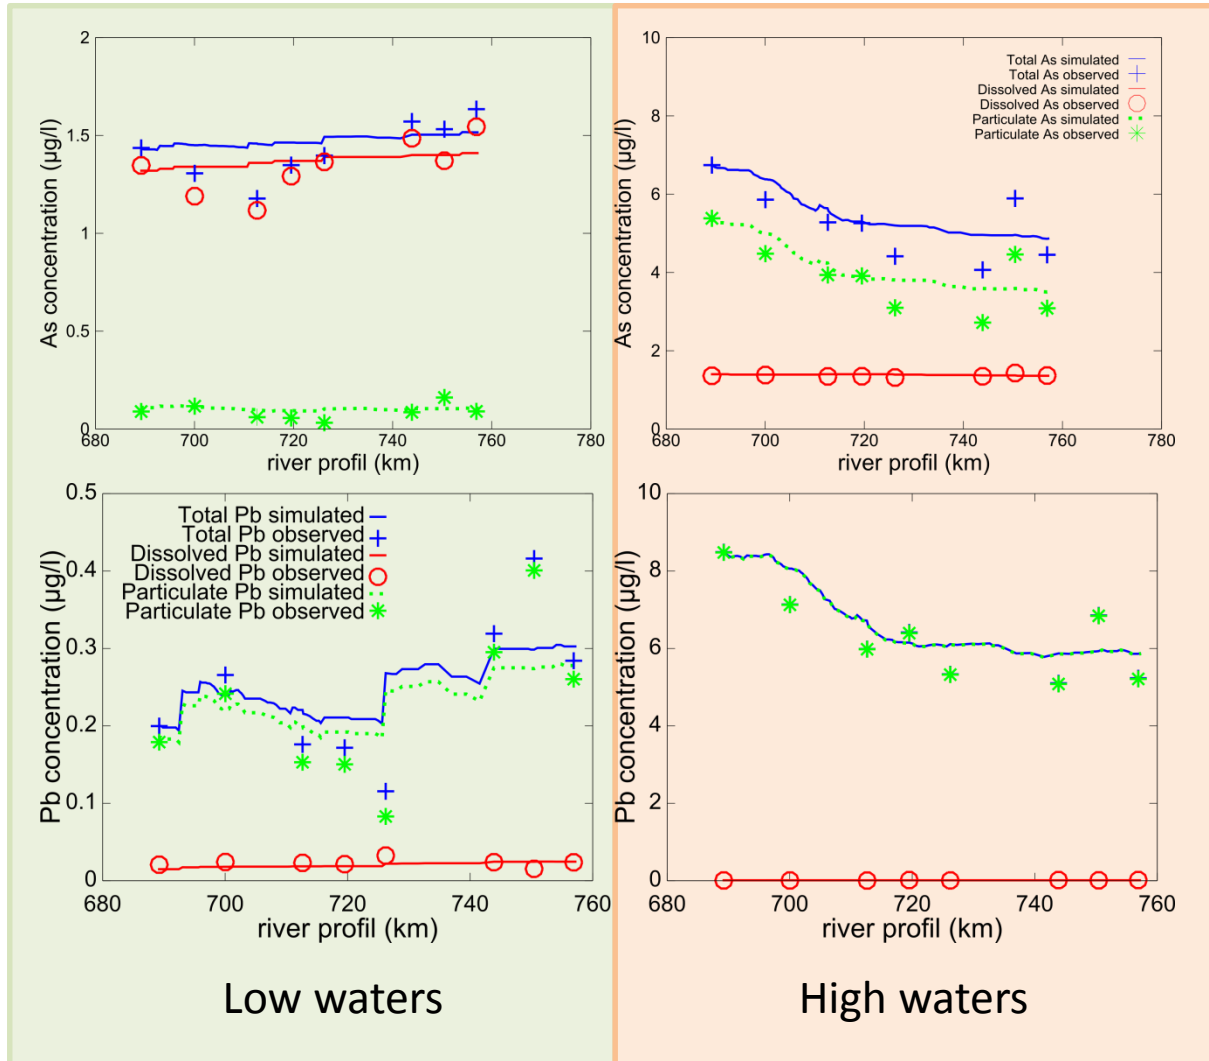 2
1.5
1
0.5
0
680
700
720
740
760
780
As concentration (µg/l)
river profil (km)
10
8
6
4
2
0
680
700
720
740
760
780
As concentration (µg/l)
river profil (km)
Total As simulated
Total As observed
Dissolved As simulated
Dissolved As observed
Particulate As simulated
Particulate As observed
0.5
0.4
0.3
0.2
0.1
0
680
700
720
740
760
Pb concentration (µg/l)
river profil (km)
Total Pb simulated
Total Pb observed
Dissolved Pb simulated
Dissolved Pb observed
Particulate Pb simulated
Particulate Pb observed
10
8
6
4
2
0
680
700
720
740
760
Pb concentration (µg/l)
river profil (km)
Low waters
High waters